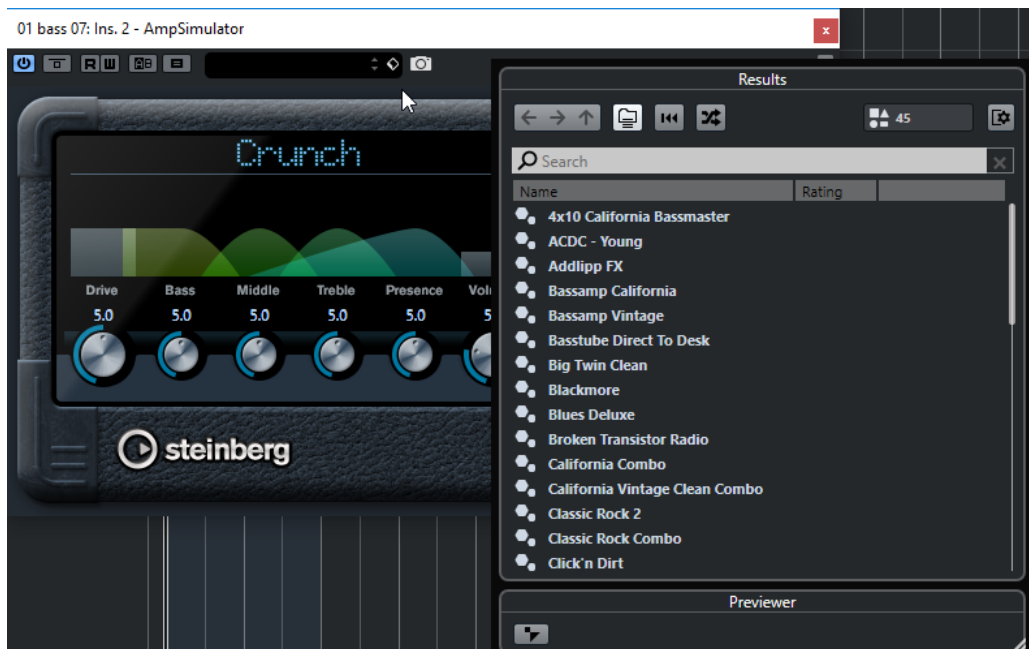 01 bass 07: Ins. 2 - AmpSimulator
x
R W
Results
45
Search
Name Rating
Crunch
Drive Bass Middle Treble Presence
5.0 5.0 5.0 5.0 5.0
steinberg
4x10 California Bassmaster
ACDC - Young
Addlipp FX
Bassamp California
Bassamp Vintage
Basstube Direct To Desk
Big Twin Clean
Blackmore
Blues Deluxe
Broken Transistor Radio
California Combo
California Vintage Clean Combo
Classic Rock 2
Classic Rock Combo
Click'n Dirt
Previewer